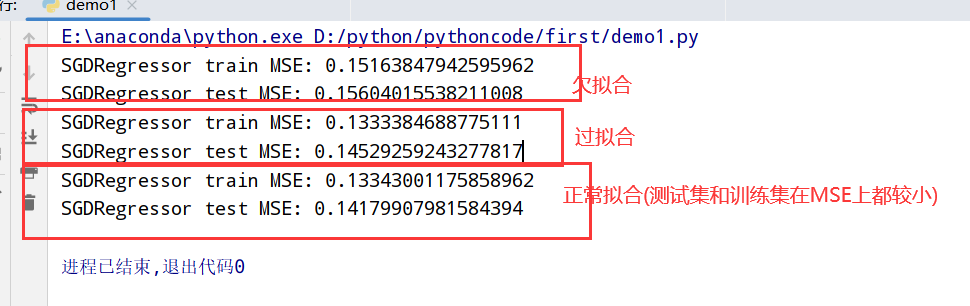 行:
demo1
E:\anaconda\python.exe D:/python/pythoncode/first/demo1.py
SGDRegressor train MSE: 0.15163847942595962
SGDRegressor test MSE: 0.15604015538211008
欠拟合
SGDRegressor train MSE: 0.1333384688775111
SGDRegressor test MSE: 0.14529259243277817
过拟合
SGDRegressor train MSE: 0.13343001175858962
SGDRegressor test MSE: 0.14179907981584394
正常拟合(测试集和训练集在MSE上都较小)
进程已结束,退出代码0